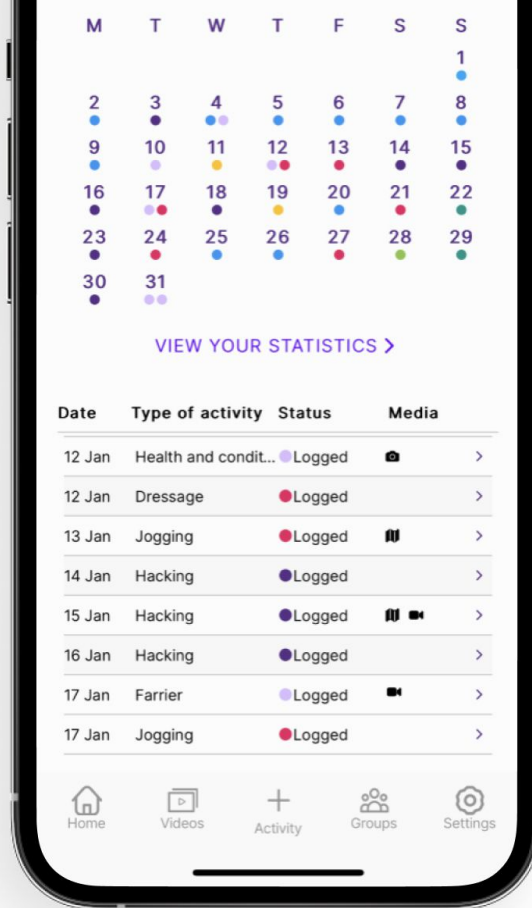 M T W T F S S
1
2 3 4 5 6 7 8
9 10 11 12 13 14 15
16 17 18 19 20 21 22
23 24 25 26 27 28 29
30 31
VIEW YOUR STATISTICS
Date Type of activity Status Media
12 Jan Health and condit... Logged
12 Jan Dressage Logged
13 Jan Jogging Logged
14 Jan Hacking Logged
15 Jan Hacking Logged
16 Jan Hacking Logged
17 Jan Farrier Logged
17 Jan Jogging Logged
Home Videos Activity Groups Settings